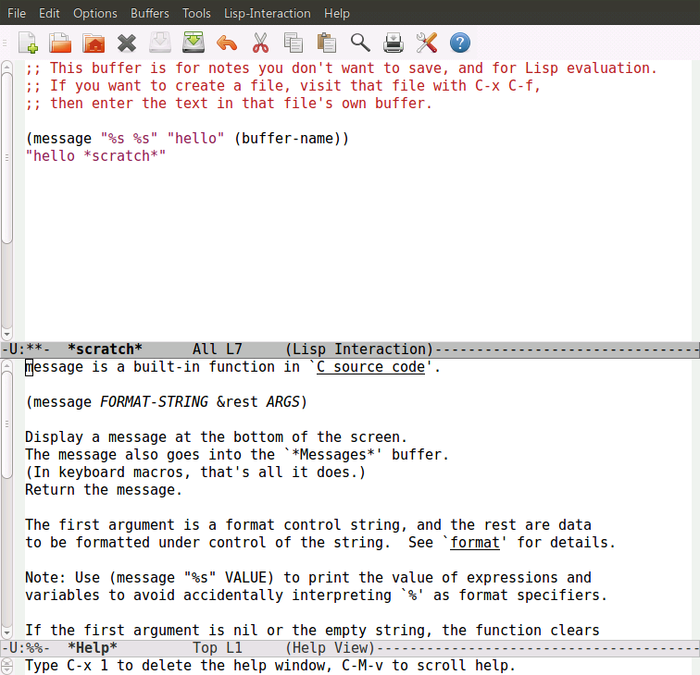 File Edit Options Buffers Tools Lisp-Interaction Help
;; This buffer is for notes you don't want to save, and for Lisp evaluation.
;; If you want to create a file, visit that file with C-x C-f,
;; then enter the text in that file's own buffer.
(message "%s %s" "hello" (buffer-name))
"hello *scratch*"
-U:**-  *scratch*      All L7     (Lisp Interaction)--------------------------------
message is a built-in function in `C source code'.
(message FORMAT-STRING &rest ARGS)
Display a message at the bottom of the screen.
The message also goes into the `*Messages*' buffer.
(In keyboard macros, that's all it does.)
Return the message.
The first argument is a format control string, and the rest are data
to be formatted under control of the string.  See `format' for details.
Note: Use (message "%s" VALUE) to print the value of expressions and
variables to avoid accidentally interpreting `%' as format specifiers.
If the first argument is nil or the empty string, the function clears
-U:%%-  *Help*         Top L1     (Help View)---------------------------------------
Type C-x 1 to delete the help window, C-M-v to scroll help.